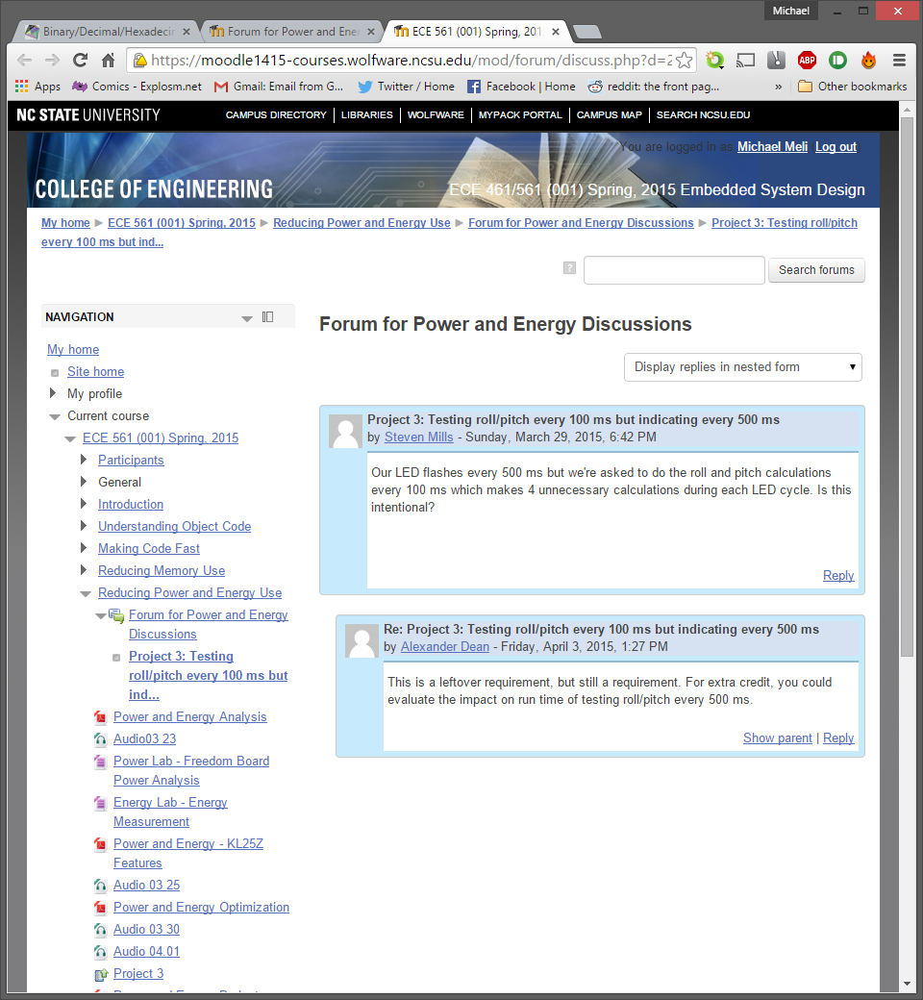 Michael
Binary/Decimal/Hexadecin
Forum for Power and Ene
ECE 561 (001) Spring, 201
https://moodle1415-courses.wolfware.ncsu.edu/mod/forum/discuss.php?d=2
Apps
Comics - Explosm.net
Gmail: Email from G...
Twitter / Home
Facebook | Home
reddit: the front pag...
»
Other bookmarks
NC STATE UNIVERSITY
CAMPUS DIRECTORY
LIBRARIES
WOLFWARE
MYPACK PORTAL
CAMPUS MAP
SEARCH NCSU.EDU
You are logged in as Michael Meli Log out
COLLEGE OF ENGINEERING
ECE 461/561 (001) Spring, 2015 Embedded System Design
My home ► ECE 561 (001) Spring, 2015 ► Reducing Power and Energy Use ► Forum for Power and Energy Discussions ► Project 3: Testing roll/pitch
every 100 ms but ind...
?
Search forums
NAVIGATION
My home
Site home
My profile
Current course
ECE 561 (001) Spring, 2015
Participants
General
Introduction
Understanding Object Code
Making Code Fast
Reducing Memory Use
Reducing Power and Energy Use
Forum for Power and Energy
Discussions
Project 3: Testing
roll/pitch every 100 ms but
ind...
Power and Energy Analysis
Audio03 23
Power Lab - Freedom Board
Power Analysis
Energy Lab - Energy
Measurement
Power and Energy - KL25Z
Features
Audio 03 25
Power and Energy Optimization
Audio 03 30
Audio 04.01
Project 3
Forum for Power and Energy Discussions
Display replies in nested form
Project 3: Testing roll/pitch every 100 ms but indicating every 500 ms
by Steven Mills - Sunday, March 29, 2015, 6:42 PM
Our LED flashes every 500 ms but we're asked to do the roll and pitch calculations
every 100 ms which makes 4 unnecessary calculations during each LED cycle. Is this
intentional?
Reply
Re: Project 3: Testing roll/pitch every 100 ms but indicating every 500 ms
by Alexander Dean - Friday, April 3, 2015, 1:27 PM
This is a leftover requirement, but still a requirement. For extra credit, you could
evaluate the impact on run time of testing roll/pitch every 500 ms.
Show parent | Reply